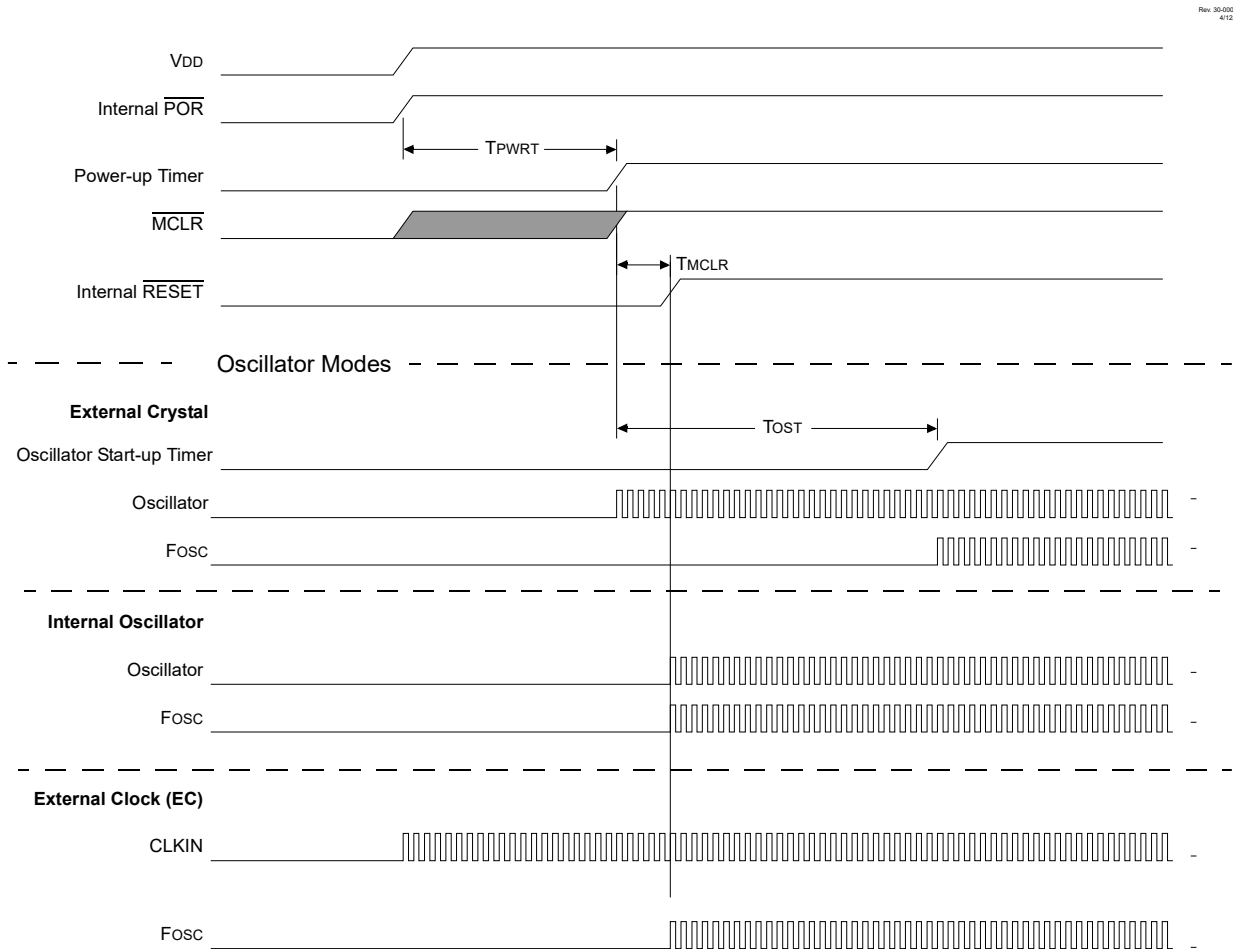 Rev. 30-000
4/12
VDD
Internal POR
TPWRT
Power-up Timer
MCLR
TMCLR
Internal RESET
Oscillator Modes
External Crystal
TOST
Oscillator Start-up Timer
Oscillator
FOSC
Internal Oscillator
Oscillator
FOSC
External Clock (EC)
CLKIN
FOSC